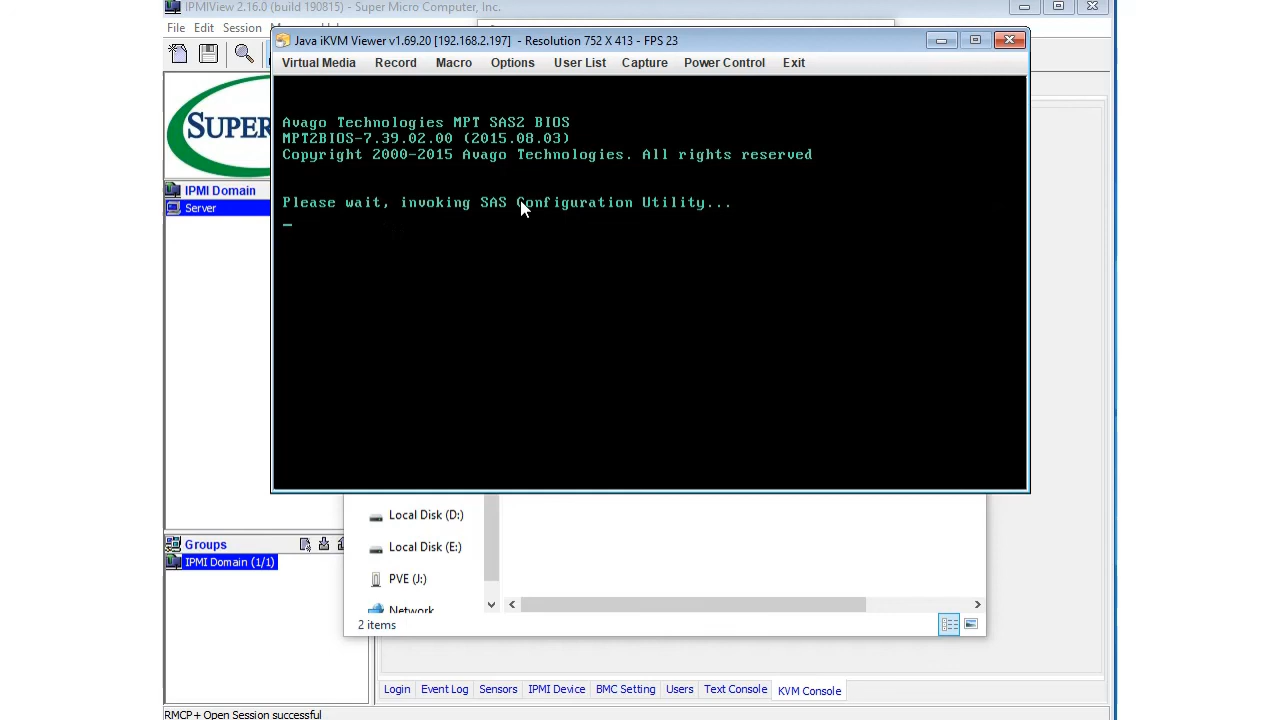 IPMIView 2.16.0 (build 190815) - Super Micro Computer, Inc.
File Edit Session
Java iKVM Viewer v1.69.20 [192.168.2.197] - Resolution 752 X 413 - FPS 23
Virtual Media Record Macro Options User List Capture Power Control Exit
SUPER
Avago Technologies MPT SAS2 BIOS
MPT2BIOS-7.39.02.00 (2015.08.03)
Copyright 2000-2015 Avago Technologies. All rights reserved
Please wait, invoking SAS Configuration Utility...
IPMI Domain
Server
Groups
IPMI Domain (1/1)
Local Disk (D:)
Local Disk (E:)
PVE (J:)
Network
2 items
Login Event Log Sensors IPMI Device BMC Setting Users Text Console KVM Console
RMCP+ Open Session successful